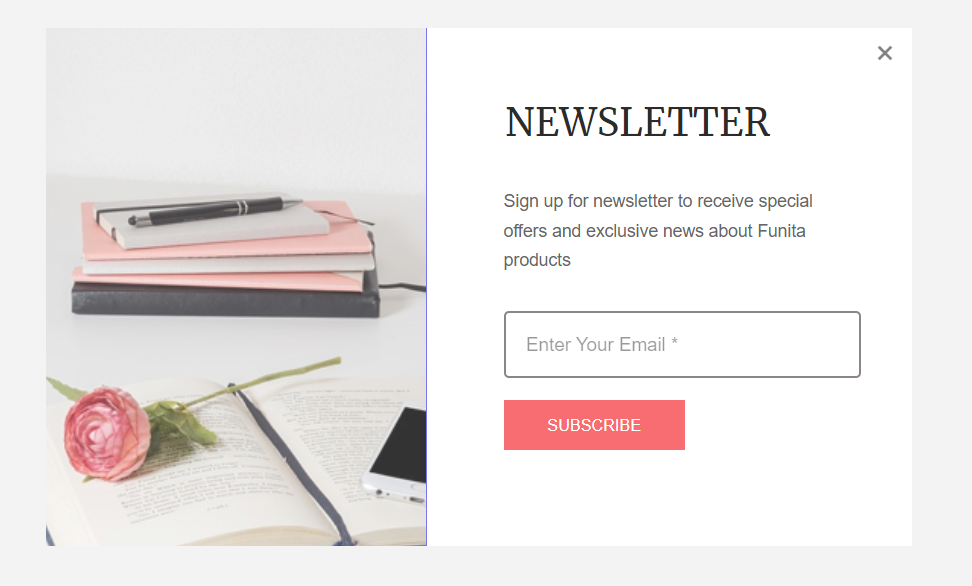 NEWSLETTER
Sign up for newsletter to receive special
offers and exclusive news about Funita
products
Enter Your Email *
SUBSCRIBE